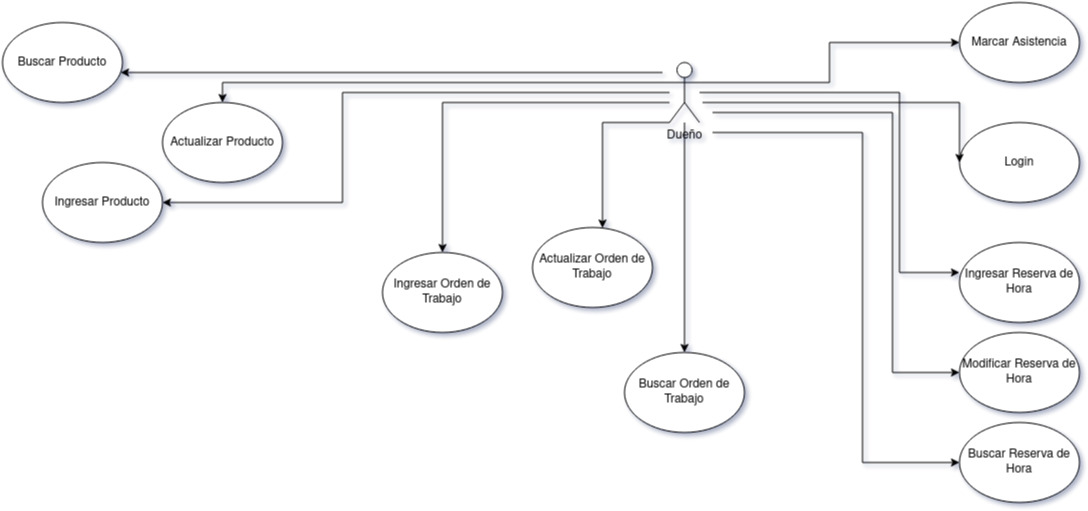 Marcar Asistencia
Buscar Producto
Dueño
Actualizar Producto
Login
Ingresar Producto
Actualizar Orden de
Trabajo
Ingresar Orden de
Trabajo
Ingresar Reserva de
Hora
Modificar Reserva de
Hora
Buscar Orden de
Trabajo
Buscar Reserva de
Hora